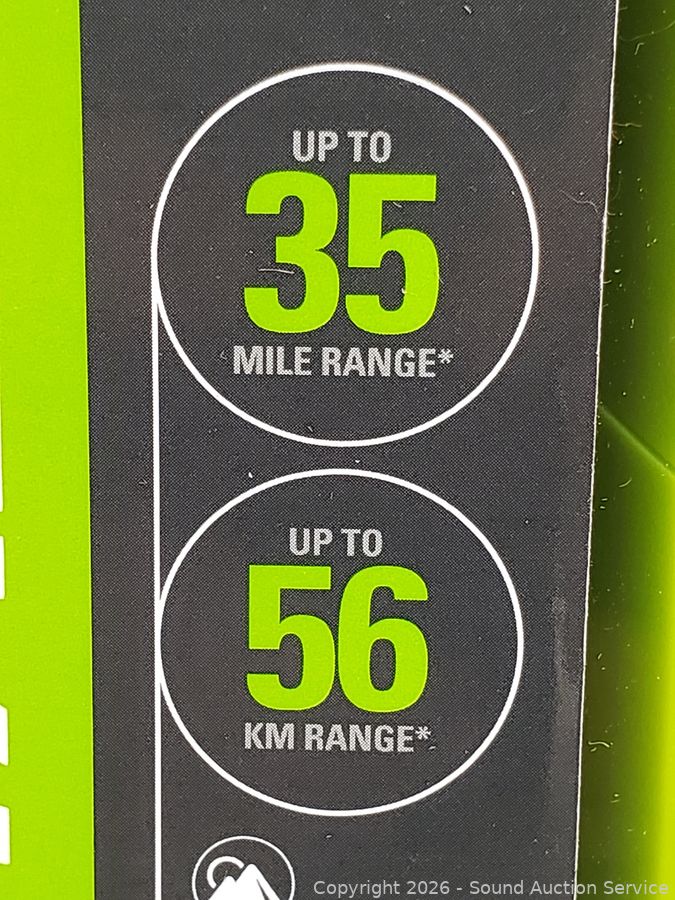 UP TO
35
MILE RANGE*
UP TO
56
KM RANGE*
Copyright 2026 - Sound Auction Service